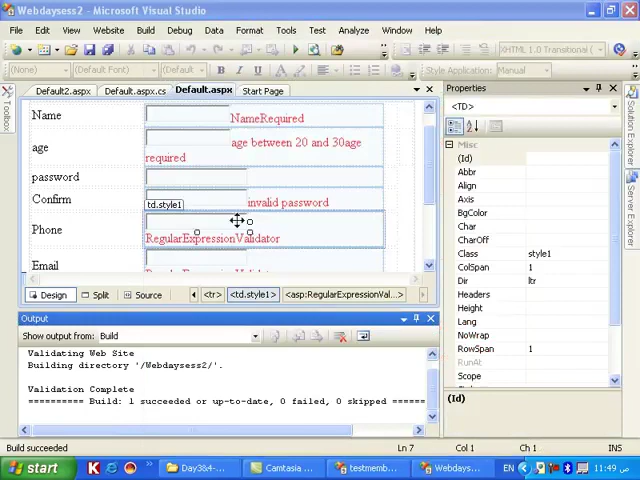 Webdayses2 - Microsoft Visual Studio
File Edit View Website Build Debug Data Format Tools Test Analyze Window Help
XHTML 1.0 Transitional (
(None) (Default Font) (Default Style Application: Manual
Default2.aspx Default.aspx.cs Default.aspx Start Page
Toolbox
Name
NameRequired
age
age between 20 and 30age
required
password
Confirm
invalid password
td.style1
Phone
RegularExpressionValidator
Email
Design Split Source <tr> <td.style1> <asp:RegularExpressionVal...>
Output
Show output from: Build
Validating Web Site
Building directory '/Webdayses2/'.
Validation Complete
========== Build: 1 succeeded or up-to-date, 0 failed, 0 skipped ======
Properties
<TD>
Misc
(Id)
Abbr
Align
Axis
BgColor
Char
CharOff
Class style1
ColSpan 1
Dir ltr
Headers
Height
Lang
NoWrap
RowSpan 1
RunAt
Scope
(Id)
Solution Explorer
Server Explorer
Build succeeded Ln 7 Col 1 Ch 1 INS
start Day3&4-... Camtasia ... testmemb... Webdays... EN 11:49 ص